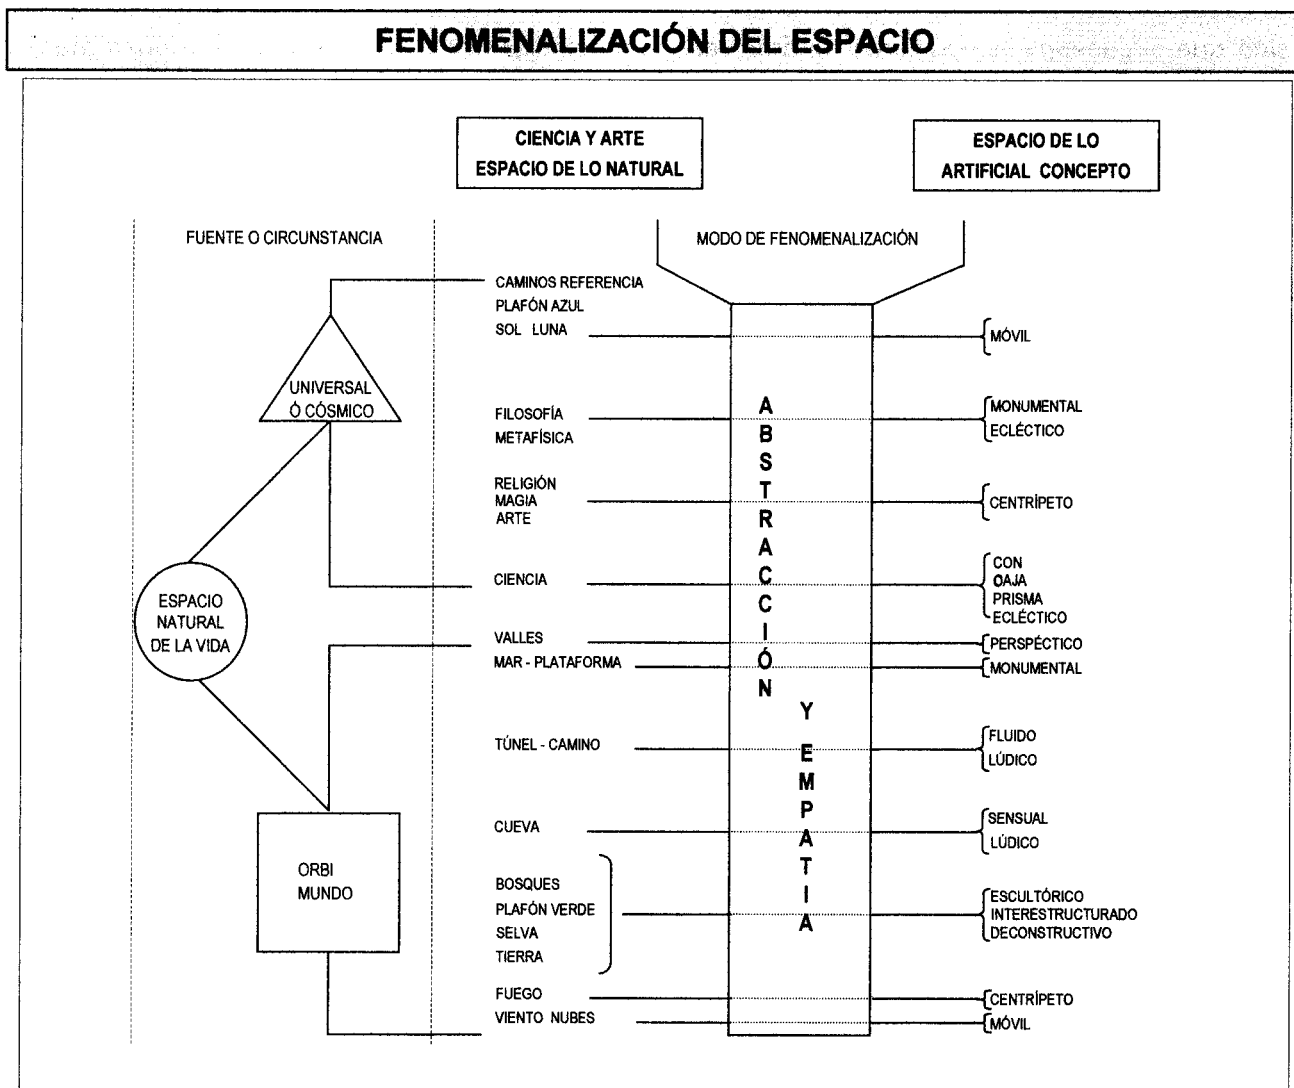 FENOMENALIZACIÓN DEL ESPACIO
CIENCIA Y ARTE
ESPACIO DE LO NATURAL
ESPACIO DE LO
ARTIFICIAL CONCEPTO
FUENTE O CIRCUNSTANCIA
MODO DE FENOMENALIZACIÓN
UNIVERSAL
Ó CÓSMICO
ESPACIO
NATURAL
DE LA VIDA
ORBI
MUNDO
CAMINOS REFERENCIA
PLAFÓN AZUL
SOL LUNA
FILOSOFÍA
METAFÍSICA
RELIGIÓN
MAGIA
ARTE
CIENCIA
VALLES
MAR - PLATAFORMA
TÚNEL - CAMINO
CUEVA
BOSQUES
PLAFÓN VERDE
SELVA
TIERRA
FUEGO
VIENTO NUBES
ABSTRACCIÓN
Y EMPATIA
MÓVIL
MONUMENTAL
ECLÉCTICO
CENTRÍPETO
CON
OAJA
PRISMA
ECLÉCTICO
PERSPÉCTICO
MONUMENTAL
FLUIDO
LÚDICO
SENSUAL
LÚDICO
ESCULTÓRICO
INTERESTRUCTURADO
DECONSTRUCTIVO
CENTRÍPETO
MÓVIL